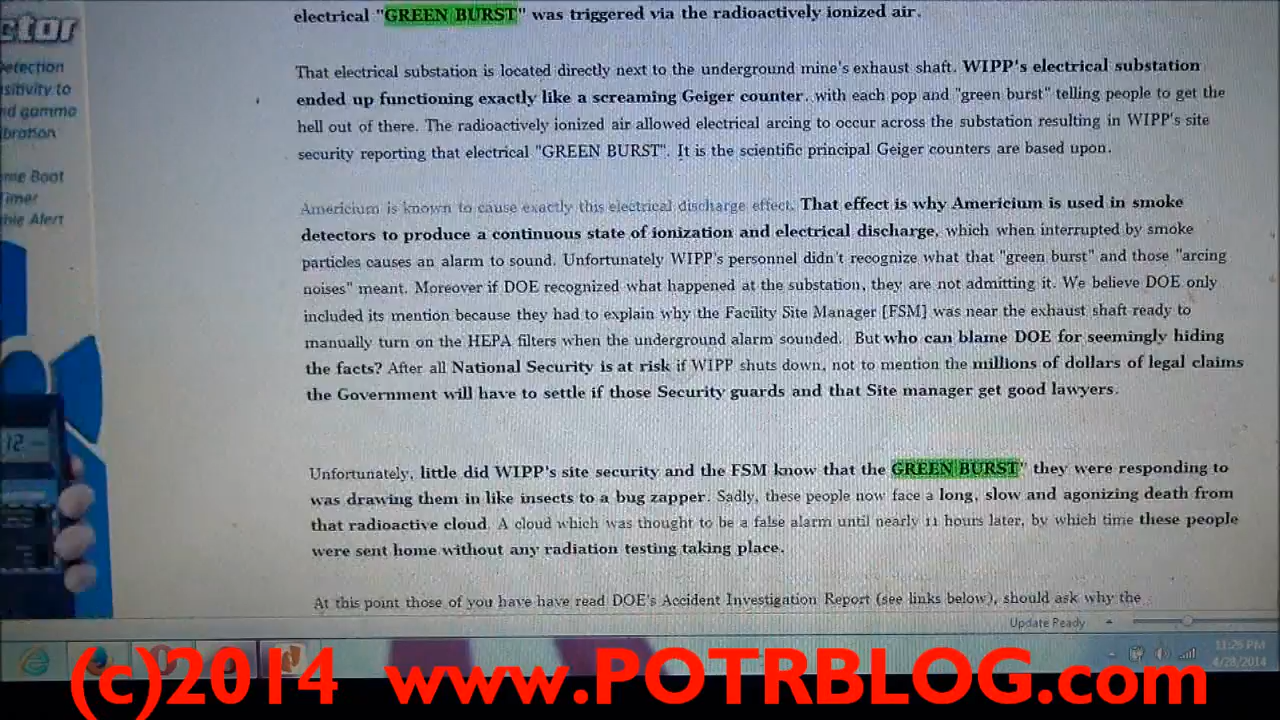 electrical "GREEN BURST" was triggered via the radioactively ionized air.
ctor
Detection
sitivity to
nd gamma
ibration
me Boot
Timer
ble Alert
That electrical substation is located directly next to the underground mine's exhaust shaft. WIPP's electrical substation
ended up functioning exactly like a screaming Geiger counter, with each pop and "green burst" telling people to get the
hell out of there. The radioactively ionized air allowed electrical arcing to occur across the substation resulting in WIPP's site
security reporting that electrical "GREEN BURST". It is the scientific principal Geiger counters are based upon.
Americium is known to cause exactly this electrical discharge effect. That effect is why Americium is used in smoke
detectors to produce a continuous state of ionization and electrical discharge, which when interrupted by smoke
particles causes an alarm to sound. Unfortunately WIPP's personnel didn't recognize what that "green burst" and those "arcing
noises" meant. Moreover if DOE recognized what happened at the substation, they are not admitting it. We believe DOE only
included its mention because they had to explain why the Facility Site Manager [FSM] was near the exhaust shaft ready to
manually turn on the HEPA filters when the underground alarm sounded. But who can blame DOE for seemingly hiding
the facts? After all National Security is at risk if WIPP shuts down, not to mention the millions of dollars of legal claims
the Government will have to settle if those Security guards and that Site manager get good lawyers.
12
Unfortunately, little did WIPP's site security and the FSM know that the GREEN BURST" they were responding to
was drawing them in like insects to a bug zapper. Sadly, these people now face a long, slow and agonizing death from
that radioactive cloud. A cloud which was thought to be a false alarm until nearly 11 hours later, by which time these people
were sent home without any radiation testing taking place.
At this point those of you have have read DOE's Accident Investigation Report (see links below), should ask why the
Update Ready
11:25 PM
4/28/2014
(c)2014 www.POTRBLOG.com